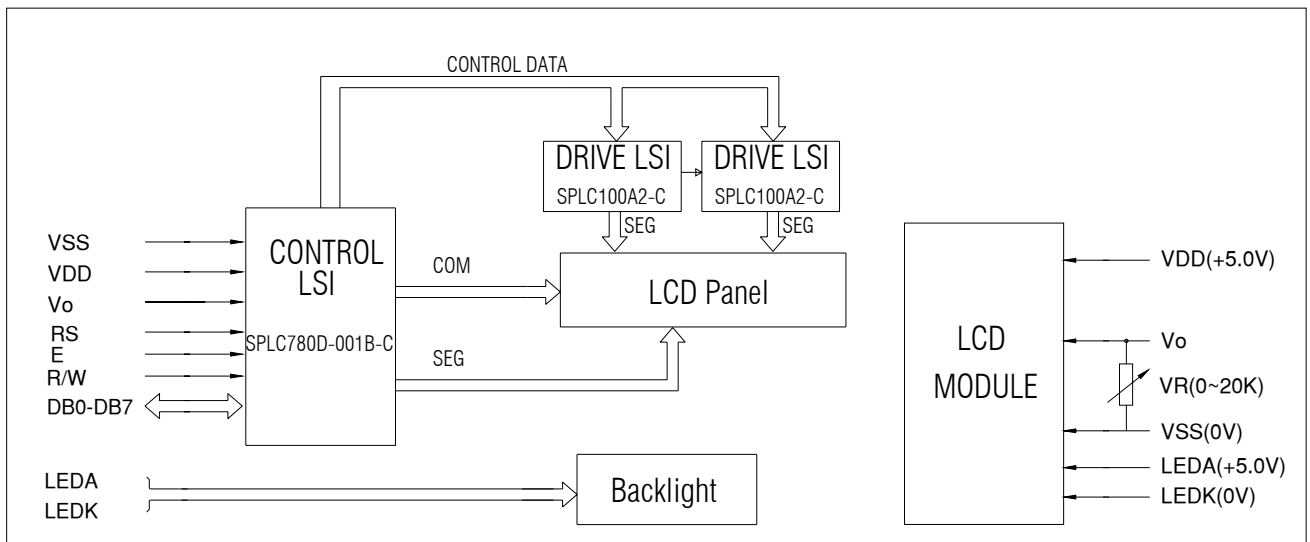 CONTROL DATA
DRIVE LSI
SPLC100A2-C
DRIVE LSI
SPLC100A2-C
SEG
SEG
VSS
VDD
Vo
RS
E
R/W
DB0-DB7
CONTROL
LSI
SPLC780D-001B-C
COM
SEG
LCD Panel
LEDA
LEDK
Backlight
LCD
MODULE
VDD(+5.0V)
Vo
VR(0~20K)
VSS(0V)
LEDA(+5.0V)
LEDK(0V)